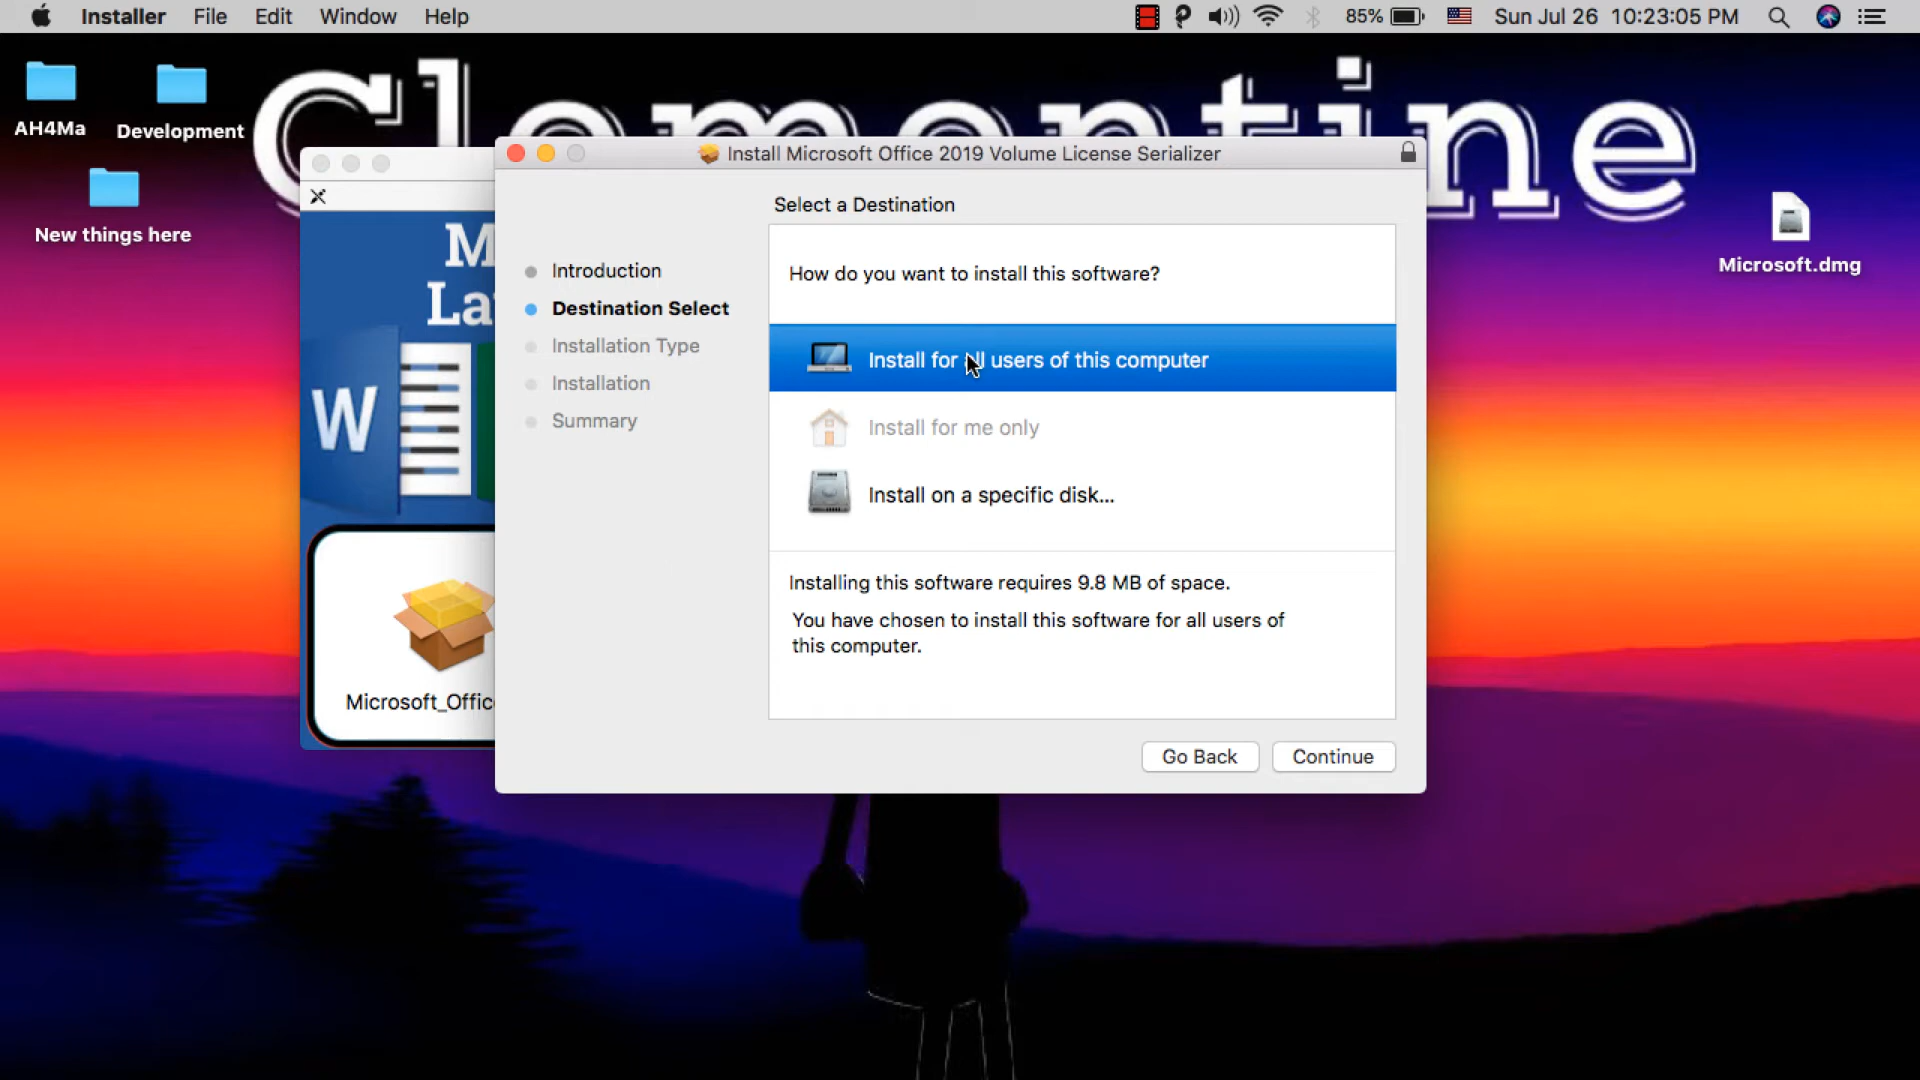 Installer File Edit Window Help 85% Sun Jul 26 10:23:05 PM
Clementine
AH4Ma
Development
New things here
Microsoft.dmg
Install Microsoft Office 2019 Volume License Serializer
M
La
W
Microsoft_Offic
Select a Destination
Introduction
Destination Select
Installation Type
Installation
Summary
How do you want to install this software?
Install for all users of this computer
Install for me only
Install on a specific disk...
Installing this software requires 9.8 MB of space.
You have chosen to install this software for all users of
this computer.
Go Back Continue